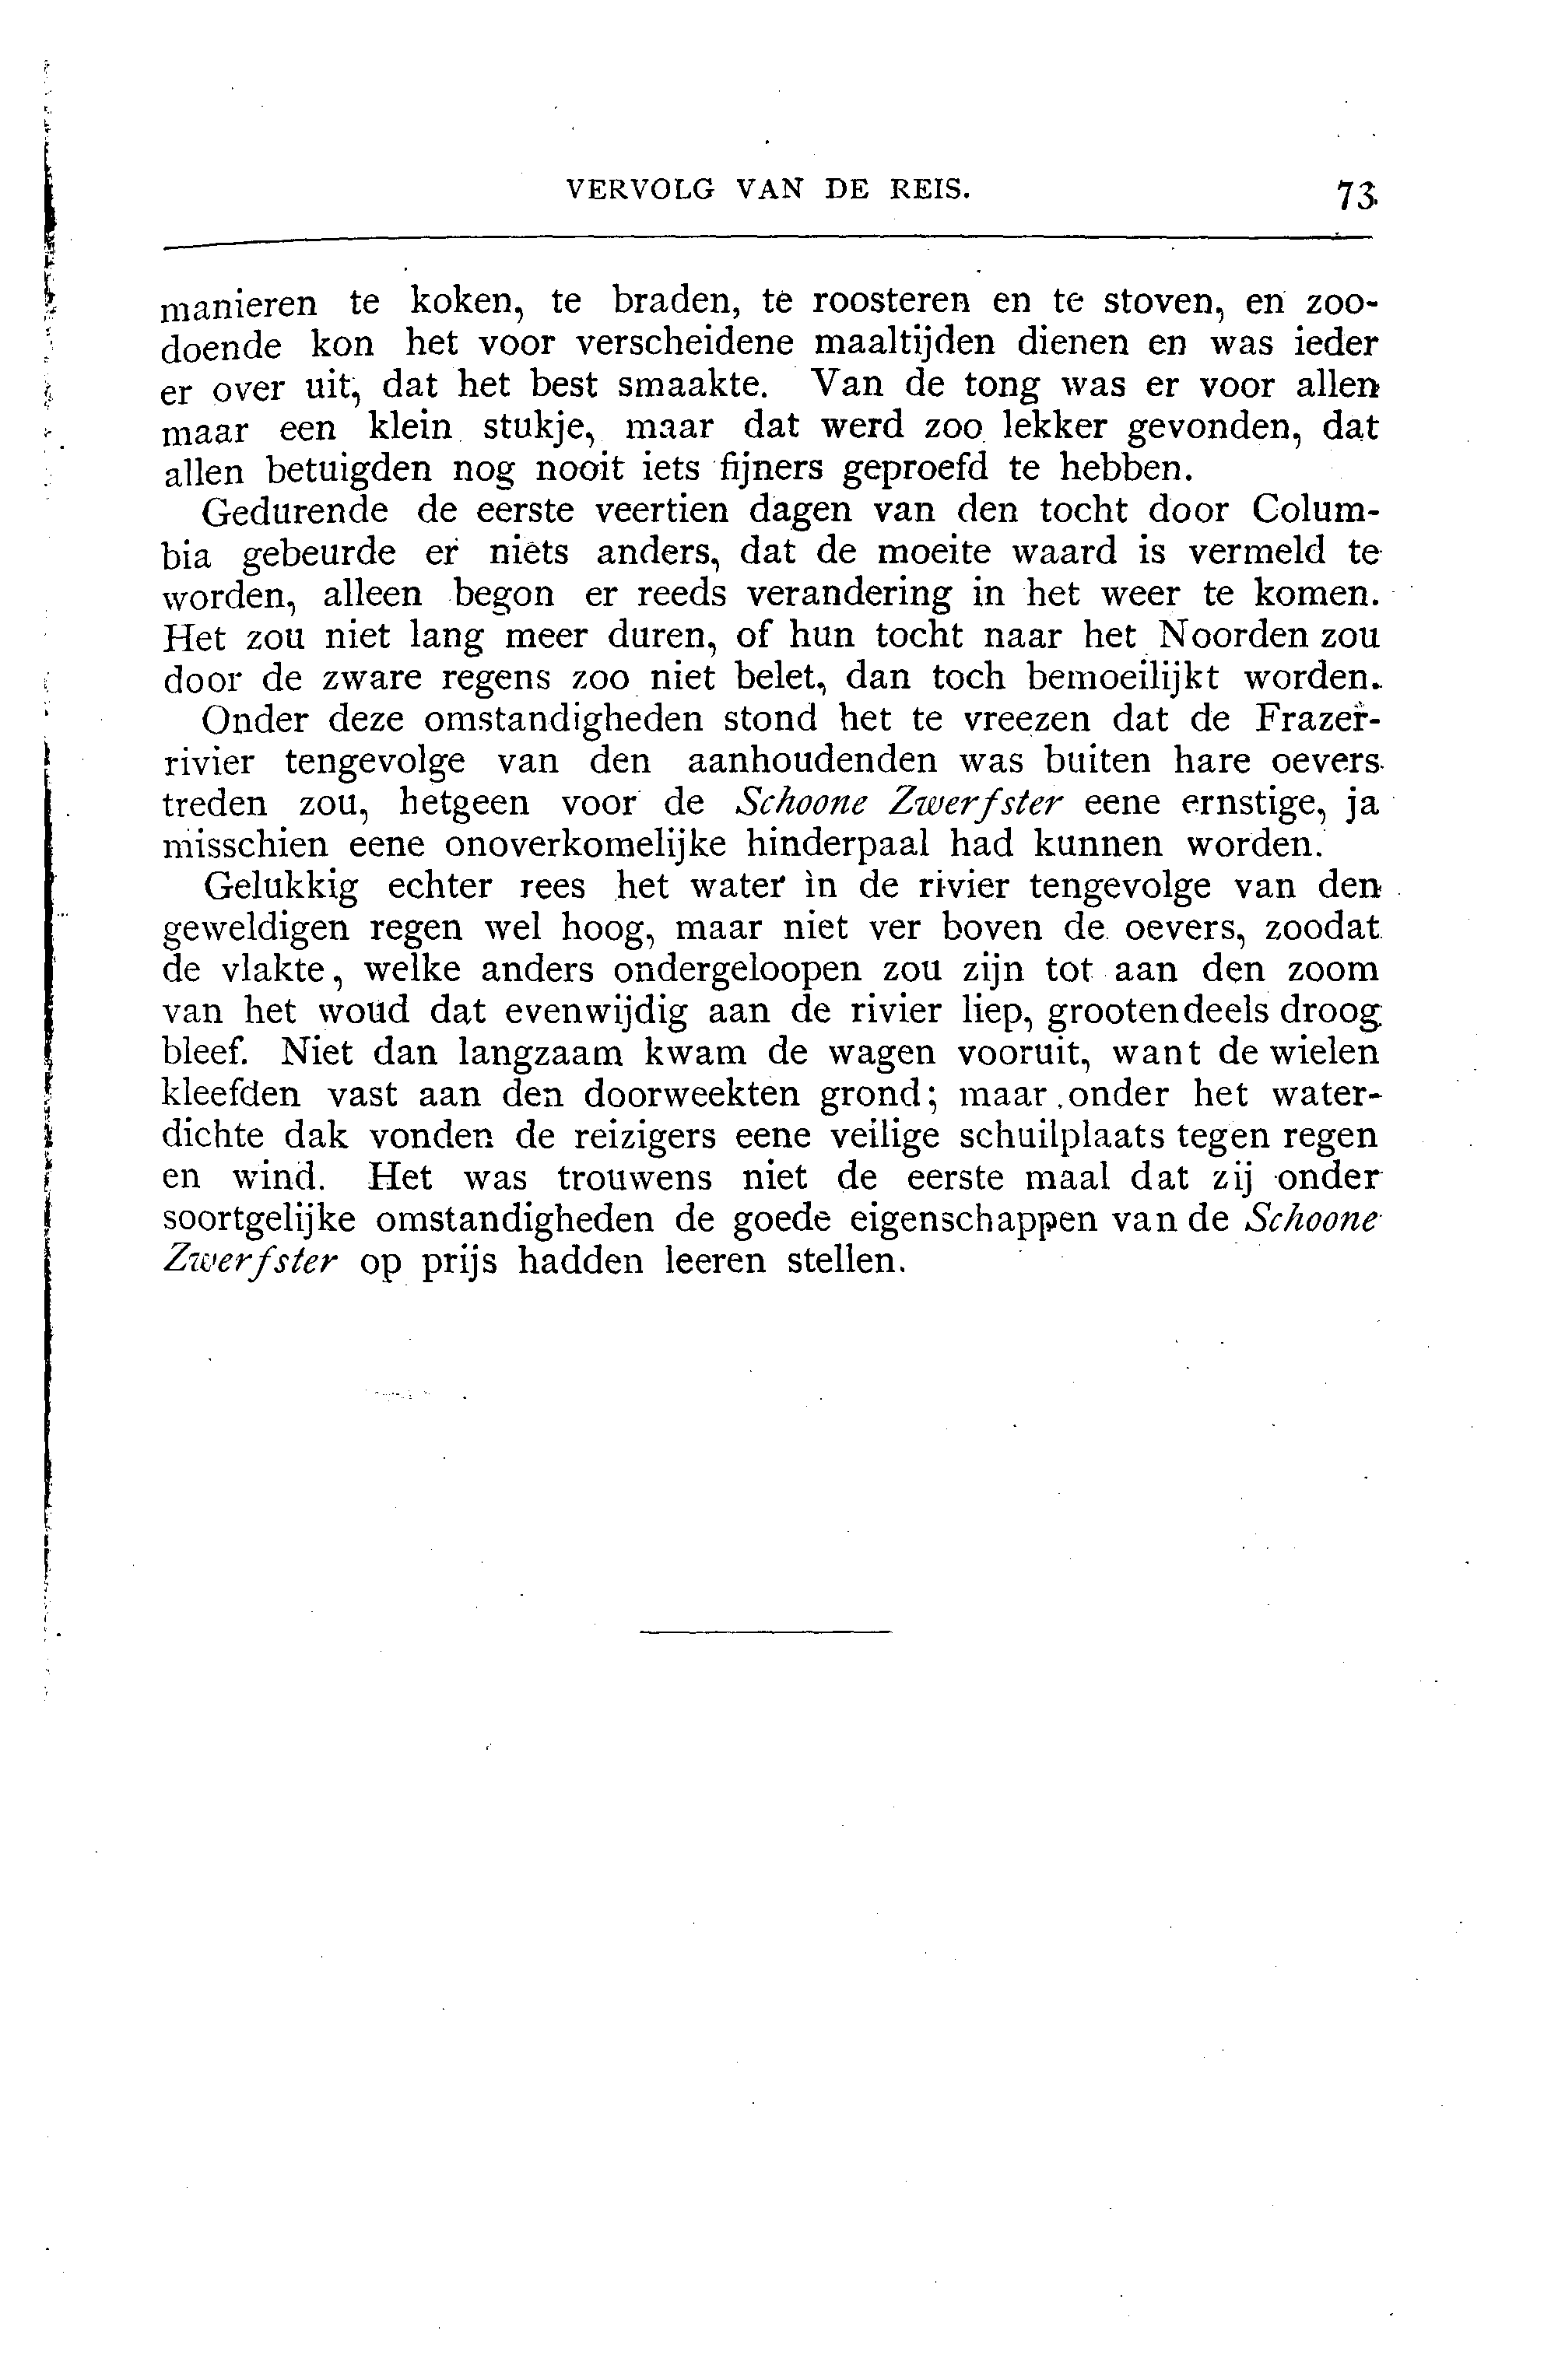 VERVOLG VAN DE REIS. 73
manieren te koken, te braden, te roosteren en te stoven, en zoo-
doende kon het voor verscheidene maaltijden dienen en was ieder
er over uit, dat het best smaakte. Van de tong was er voor allen
maar een klein stukje, maar dat werd zoo lekker gevonden, dat
allen betuigden nog nooit iets fijners geproefd te hebben.
Gedurende de eerste veertien dagen van den tocht door Colum-
bia gebeurde er niets anders, dat de moeite waard is vermeld te
worden, alleen begon er reeds verandering in het weer te komen.
Het zou niet lang meer duren, of hun tocht naar het Noorden zou
door de zware regens zoo niet belet, dan toch bemoeilijkt worden.
Onder deze omstandigheden stond het te vreezen dat de Frazer-
rivier tengevolge van den aanhoudenden was buiten hare oevers
treden zou, hetgeen voor de Schoone Zwerfster eene ernstige, ja
misschien eene onoverkomelijke hinderpaal had kunnen worden.
Gelukkig echter rees het water in de rivier tengevolge van den
geweldigen regen wel hoog, maar niet ver boven de oevers, zoodat
de vlakte, welke anders ondergeloopen zou zijn tot aan den zoom
van het woud dat evenwijdig aan de rivier liep, grootendeels droog
bleef. Niet dan langzaam kwam de wagen vooruit, want de wielen
kleefden vast aan den doorweekten grond; maar onder het water-
dichte dak vonden de reizigers eene veilige schuilplaats tegen regen
en wind. Het was trouwens niet de eerste maal dat zij onder
soortgelijke omstandigheden de goede eigenschappen van de Schoone
Zwerfster op prijs hadden leeren stellen.